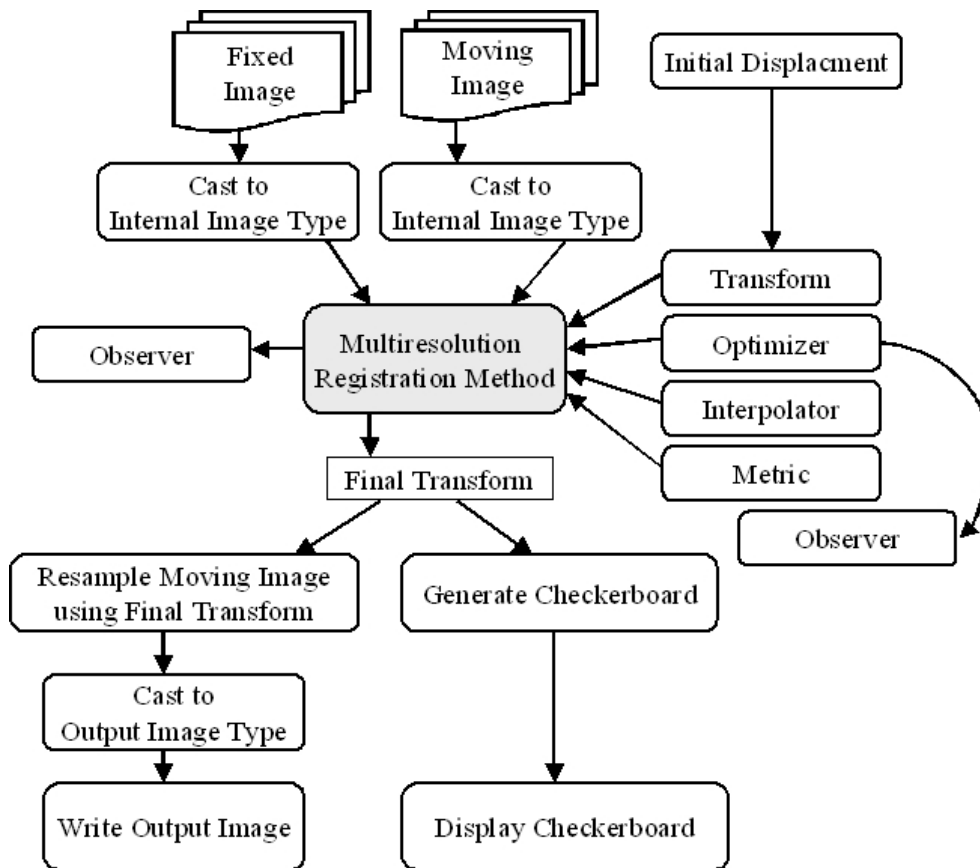 Fixed
Image
Moving
Image
Initial Displacment
Cast to
Internal Image Type
Cast to
Internal Image Type
Transform
Multiresolution
Registration Method
Observer
Optimizer
Interpolator
Metric
Final Transform
Observer
Resample Moving Image
using Final Transform
Generate Checkerboard
Cast to
Output Image Type
Write Output Image
Display Checkerboard